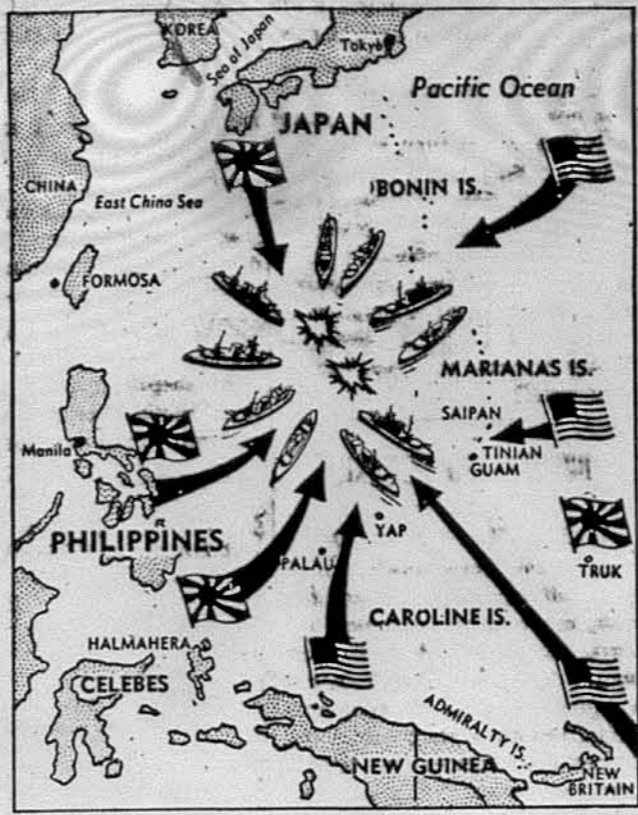 KOREA
Sea of Japan
Tokyo
Pacific Ocean
JAPAN
CHINA
BONIN IS.
East China Sea
FORMOSA
MARIANAS IS.
SAIPAN
Manila
TINIAN
GUAM
YAP
PHILIPPINES
PALAU
TRUK
CAROLINE IS.
HALMAHERA
CELEBES
ADMIRALTY IS.
NEW GUINEA
NEW
BRITAIN